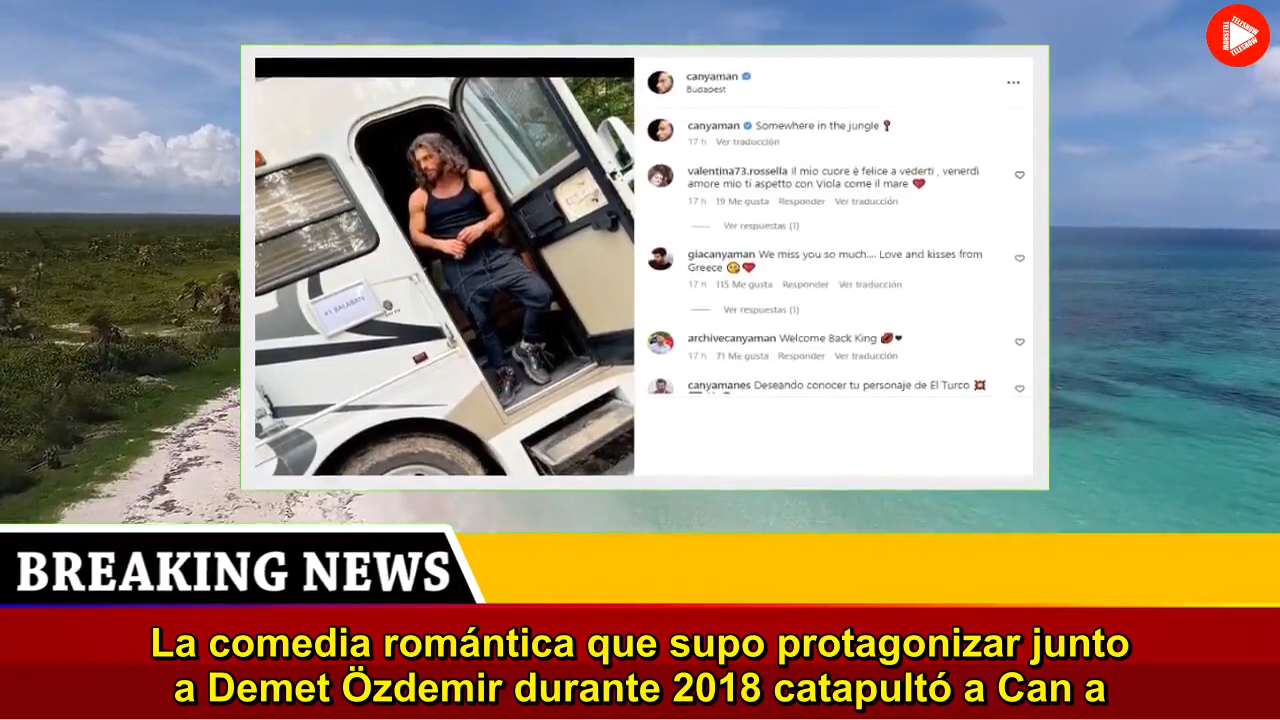 TELESHOW
TELESHOW
TELESHOW
canyaman
Budapest
canyaman Somewhere in the jungle
17 h Ver traducción
valentina73.rossella Il mio cuore è felice a vederti , venerdì
amore mio ti aspetto con Viola come il mare
17 h 19 Me gusta Responder Ver traducción
Ver respuestas (1)
giacanyaman We miss you so much.... Love and kisses from
Greece
17 h 115 Me gusta Responder Ver traducción
Ver respuestas (1)
archivecanyaman Welcome Back King
17 h 71 Me gusta Responder Ver traducción
canyamanes Deseando conocer tu personaje de El Turco
#1 BALABAN
BREAKING NEWS
La comedia romántica que supo protagonizar junto
a Demet Özdemir durante 2018 catapultó a Can a